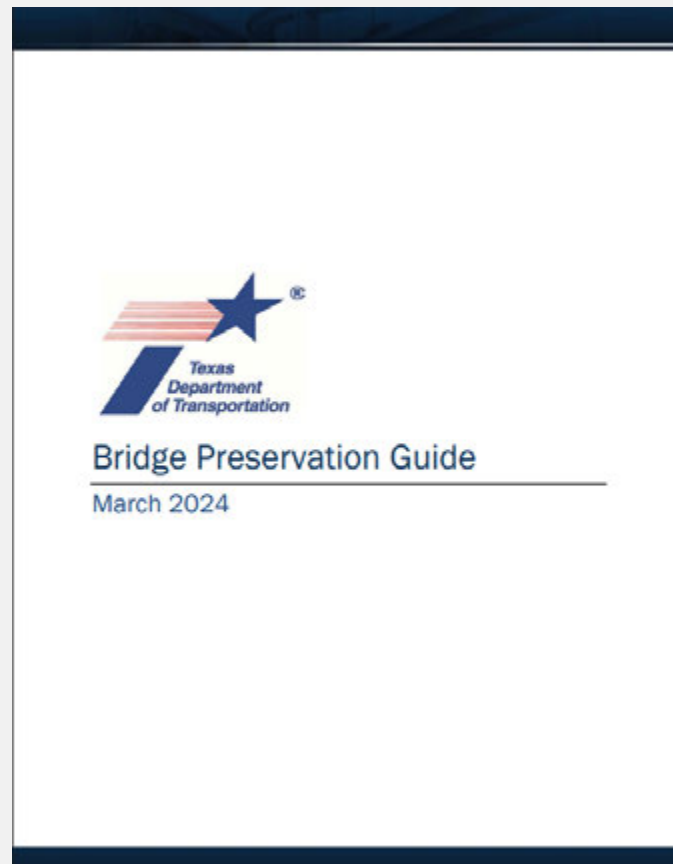 ®
Texas
Department
of Transportation
Bridge Preservation Guide
March 2024